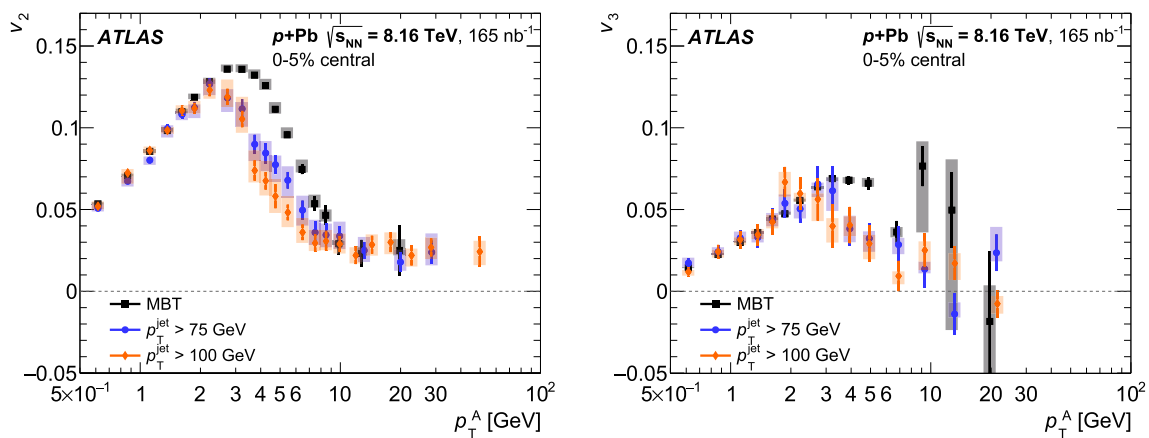 v₂
ATLAS
p+Pb √sNN = 8.16 TeV, 165 nb⁻¹
0-5% central
0.15
0.1
0.05
0
−0.05
MBT
pTjet > 75 GeV
pTjet > 100 GeV
5×10⁻¹ 1 2 3 4 5 6 10 20 30 10²
pTA [GeV]
v₃
ATLAS
p+Pb √sNN = 8.16 TeV, 165 nb⁻¹
0-5% central
0.15
0.1
0.05
0
−0.05
MBT
pTjet > 75 GeV
pTjet > 100 GeV
5×10⁻¹ 1 2 3 4 5 6 10 20 30 10²
pTA [GeV]